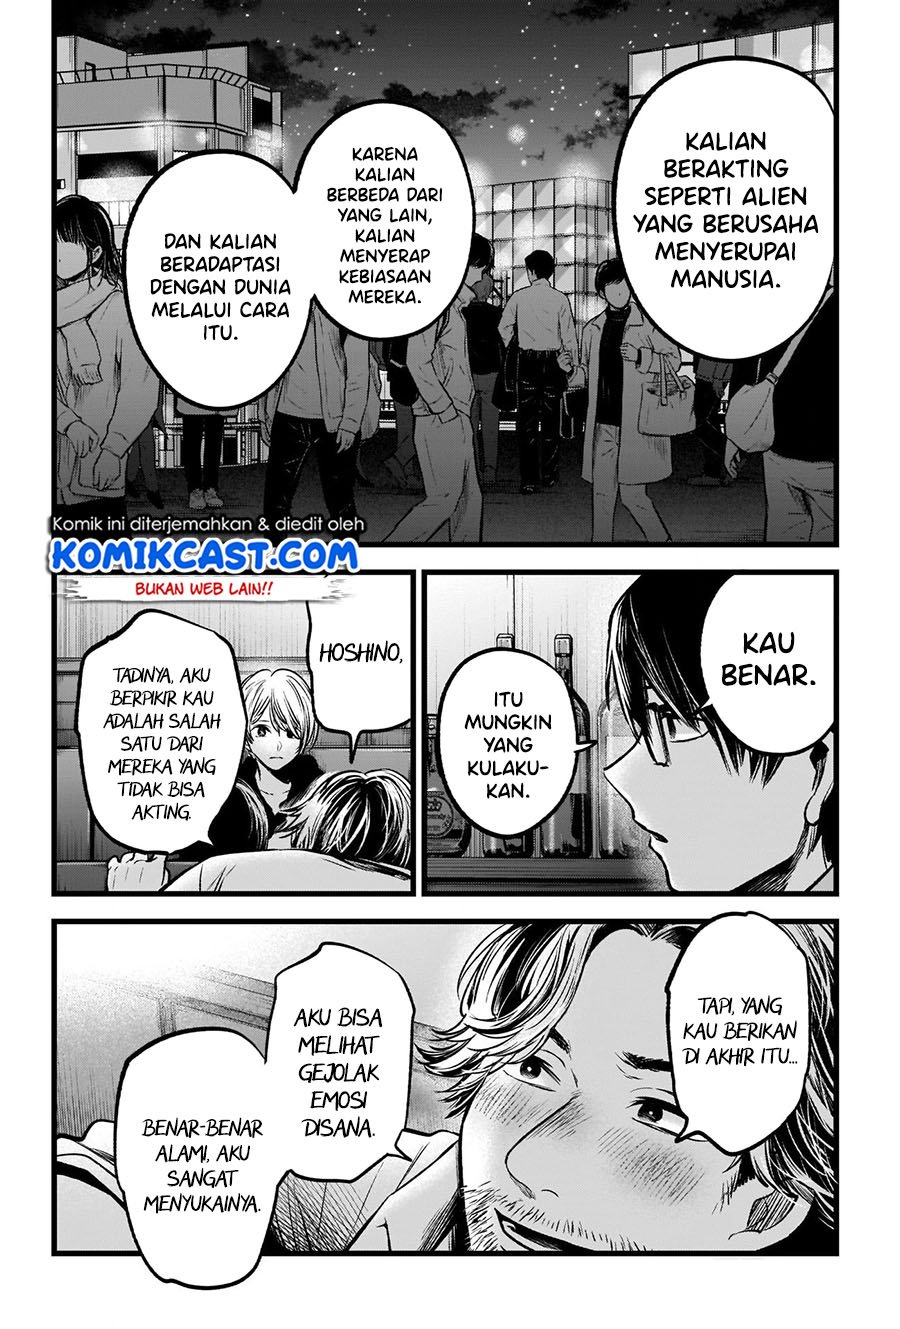 KALIAN
BERAKTING
SEPERTI ALIEN
YANG BERUSAHA
MENYERUPAI
MANUSIA.
KARENA
KALIAN
BERBEDA DARI
YANG LAIN,
KALIAN
MENYERAP
KEBIASAAN
MEREKA.
DAN KALIAN
BERADAPTASI
DENGAN DUNIA
MELALUI CARA
ITU.
Komik ini diterjemahkan & diedit oleh
KOMIKCAST.COM
BUKAN WEB LAIN!!
KAU
BENAR.
ITU
MUNGKIN
YANG
KULAKU-
KAN.
HOSHINO,
TADINYA, AKU
BERPIKIR KAU
ADALAH SALAH
SATU DARI
MEREKA YANG
TIDAK BISA
AKTING.
TAPI, YANG
KAU BERIKAN
DI AKHIR ITU...
AKU BISA
MELIHAT
GEJOLAK
EMOSI
DISANA.
BENAR-BENAR
ALAMI, AKU
SANGAT
MENYUKAINYA.